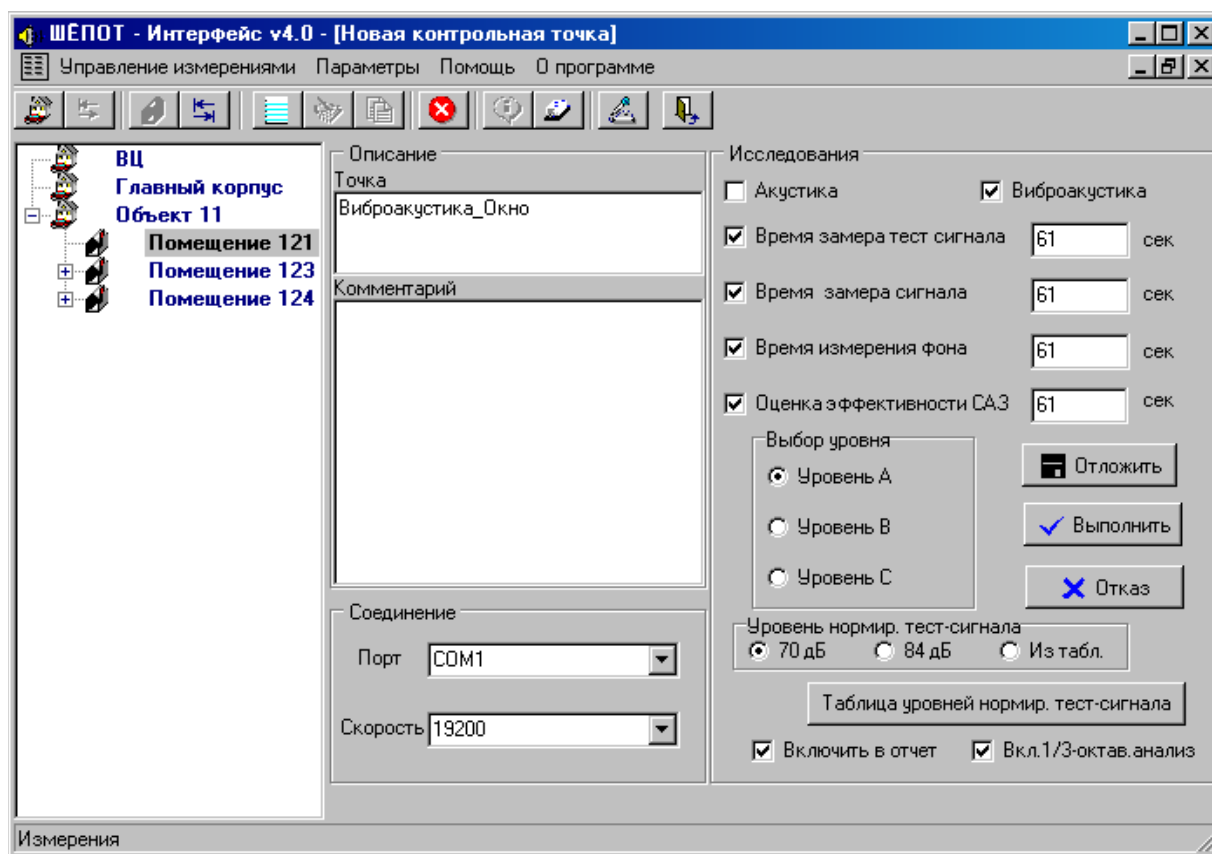 ШЁПОТ - Интерфейс v4.0 - [Новая контрольная точка]
Управление измерениями Параметры Помощь О программе
ВЦ
Главный корпус
Объект 11
Помещение 121
Помещение 123
Помещение 124
Описание
Точка
Виброакустика_Окно
Комментарий
Соединение
Порт COM1
Скорость 19200
Исследования
Акустика Виброакустика
Время замера тест сигнала 61 сек
Время замера сигнала 61 сек
Время измерения фона 61 сек
Оценка эффективности САЗ 61 сек
Выбор уровня
Уровень А
Уровень В
Уровень С
Отложить
Выполнить
Отказ
Уровень нормир. тест-сигнала
70 дБ 84 дБ Из табл.
Таблица уровней нормир. тест-сигнала
Включить в отчет Вкл.1/3-октав.анализ
Измерения